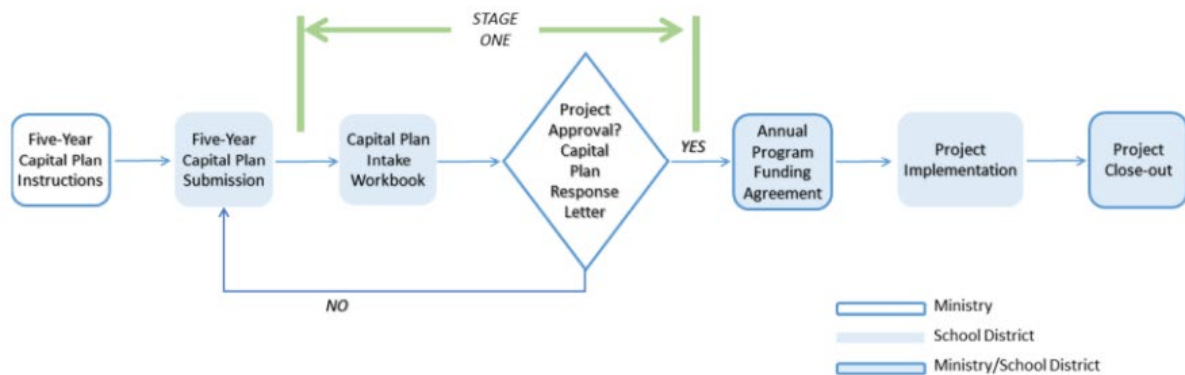 STAGE
ONE
Five-Year
Capital Plan
Instructions
Five-Year
Capital Plan
Submission
Capital Plan
Intake
Workbook
Project
Approval?
Capital
Plan
Response
Letter
YES
Annual
Program
Funding
Agreement
Project
Implementation
Project
Close-out
NO
Ministry
School District
Ministry/School District